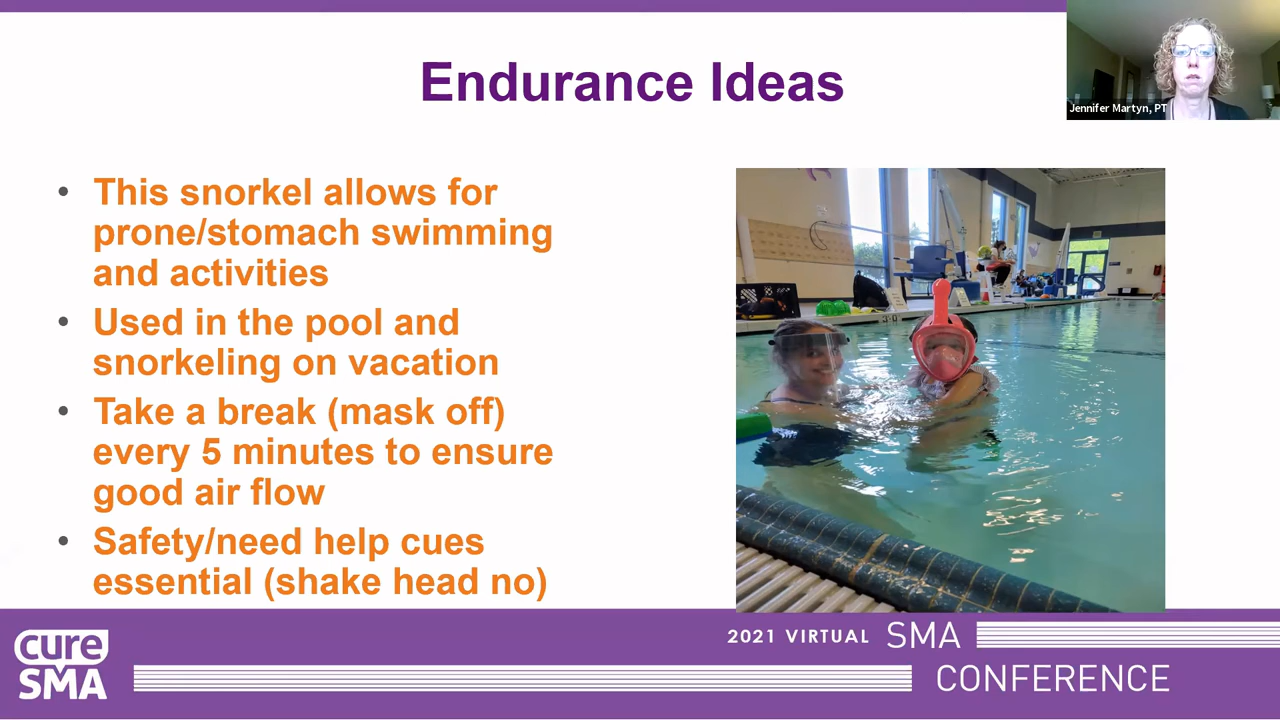 Endurance Ideas
Jennifer Martyn, PT
• This snorkel allows for
prone/stomach swimming
and activities
• Used in the pool and
snorkeling on vacation
• Take a break (mask off)
every 5 minutes to ensure
good air flow
• Safety/need help cues
essential (shake head no)
cure
SMA
2021 VIRTUAL SMA
CONFERENCE